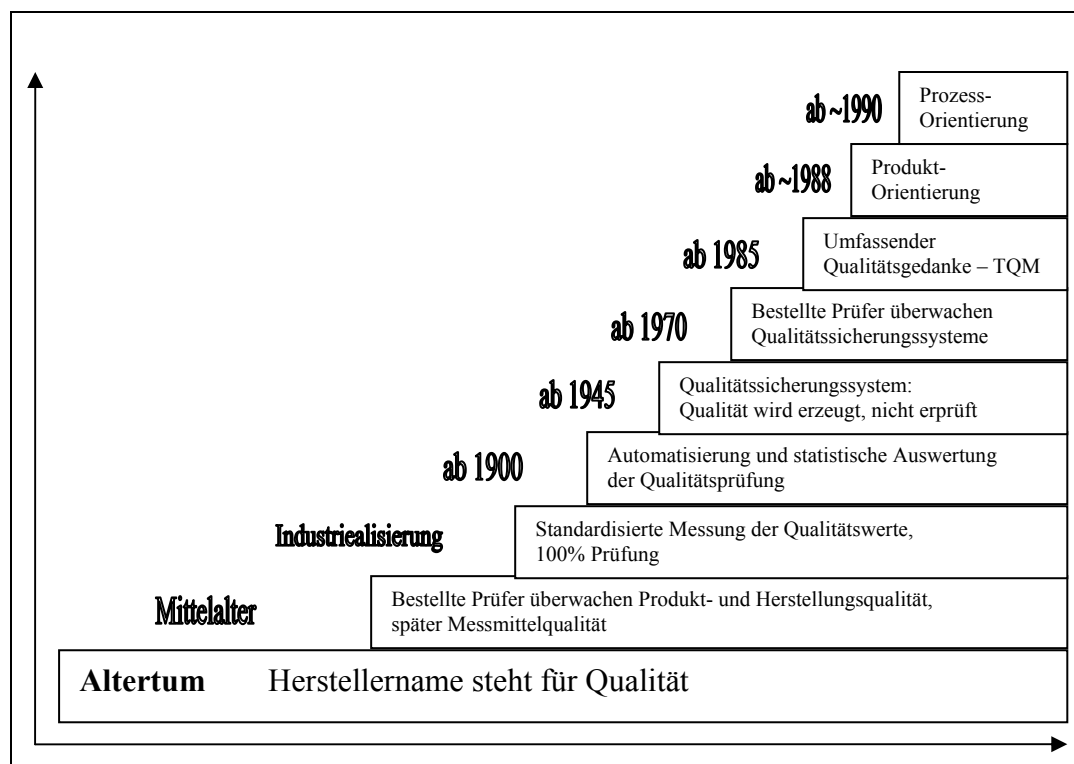 ab ~1990
Prozess-
Orientierung
ab ~1988
Produkt-
Orientierung
ab 1985
Umfassender
Qualitätsgedanke – TQM
ab 1970
Bestellte Prüfer überwachen
Qualitätssicherungssysteme
ab 1945
Qualitätssicherungssystem:
Qualität wird erzeugt, nicht erprüft
ab 1900
Automatisierung und statistische Auswertung
der Qualitätsprüfung
Industriealisierung
Standardisierte Messung der Qualitätswerte,
100% Prüfung
Mittelalter
Bestellte Prüfer überwachen Produkt- und Herstellungsqualität,
später Messmittelqualität
Altertum Herstellername steht für Qualität